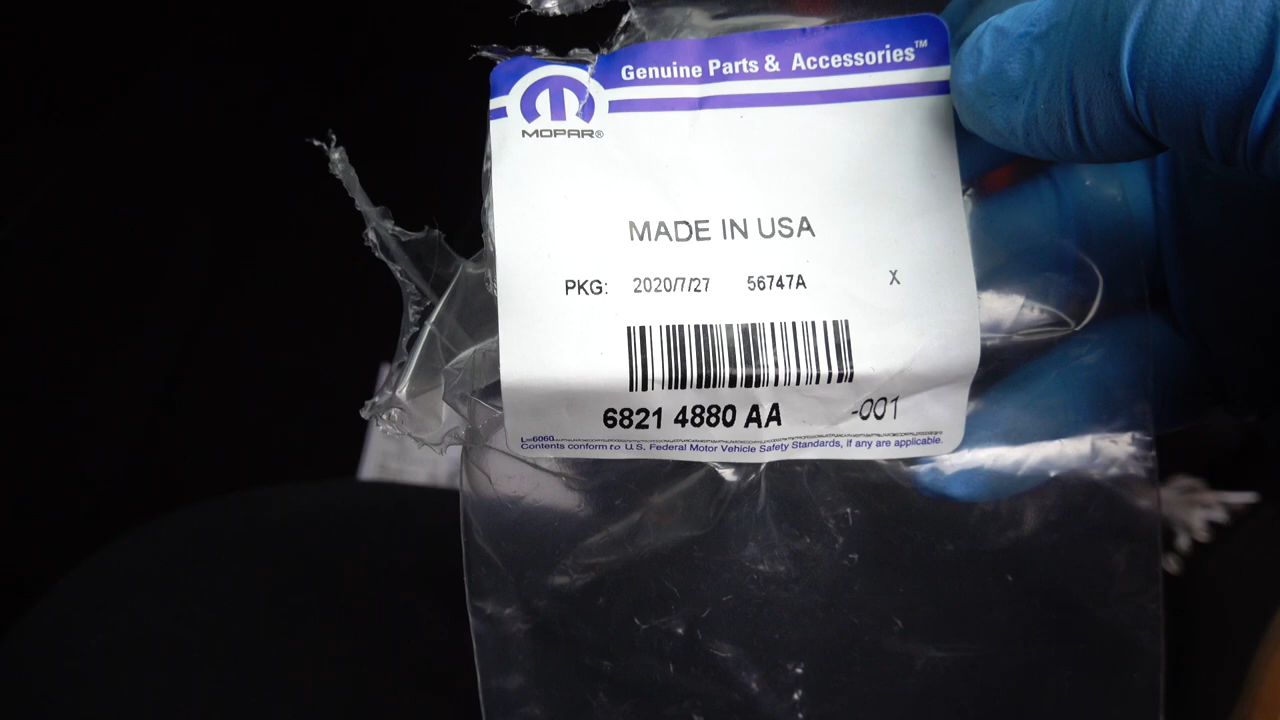 Genuine Parts & Accessories™
MOPAR®
MADE IN USA
PKG: 2020/7/27 56747A X
6821 4880 AA -001
L-6060
Contents conform to U.S. Federal Motor Vehicle Safety Standards, if any are applicable.